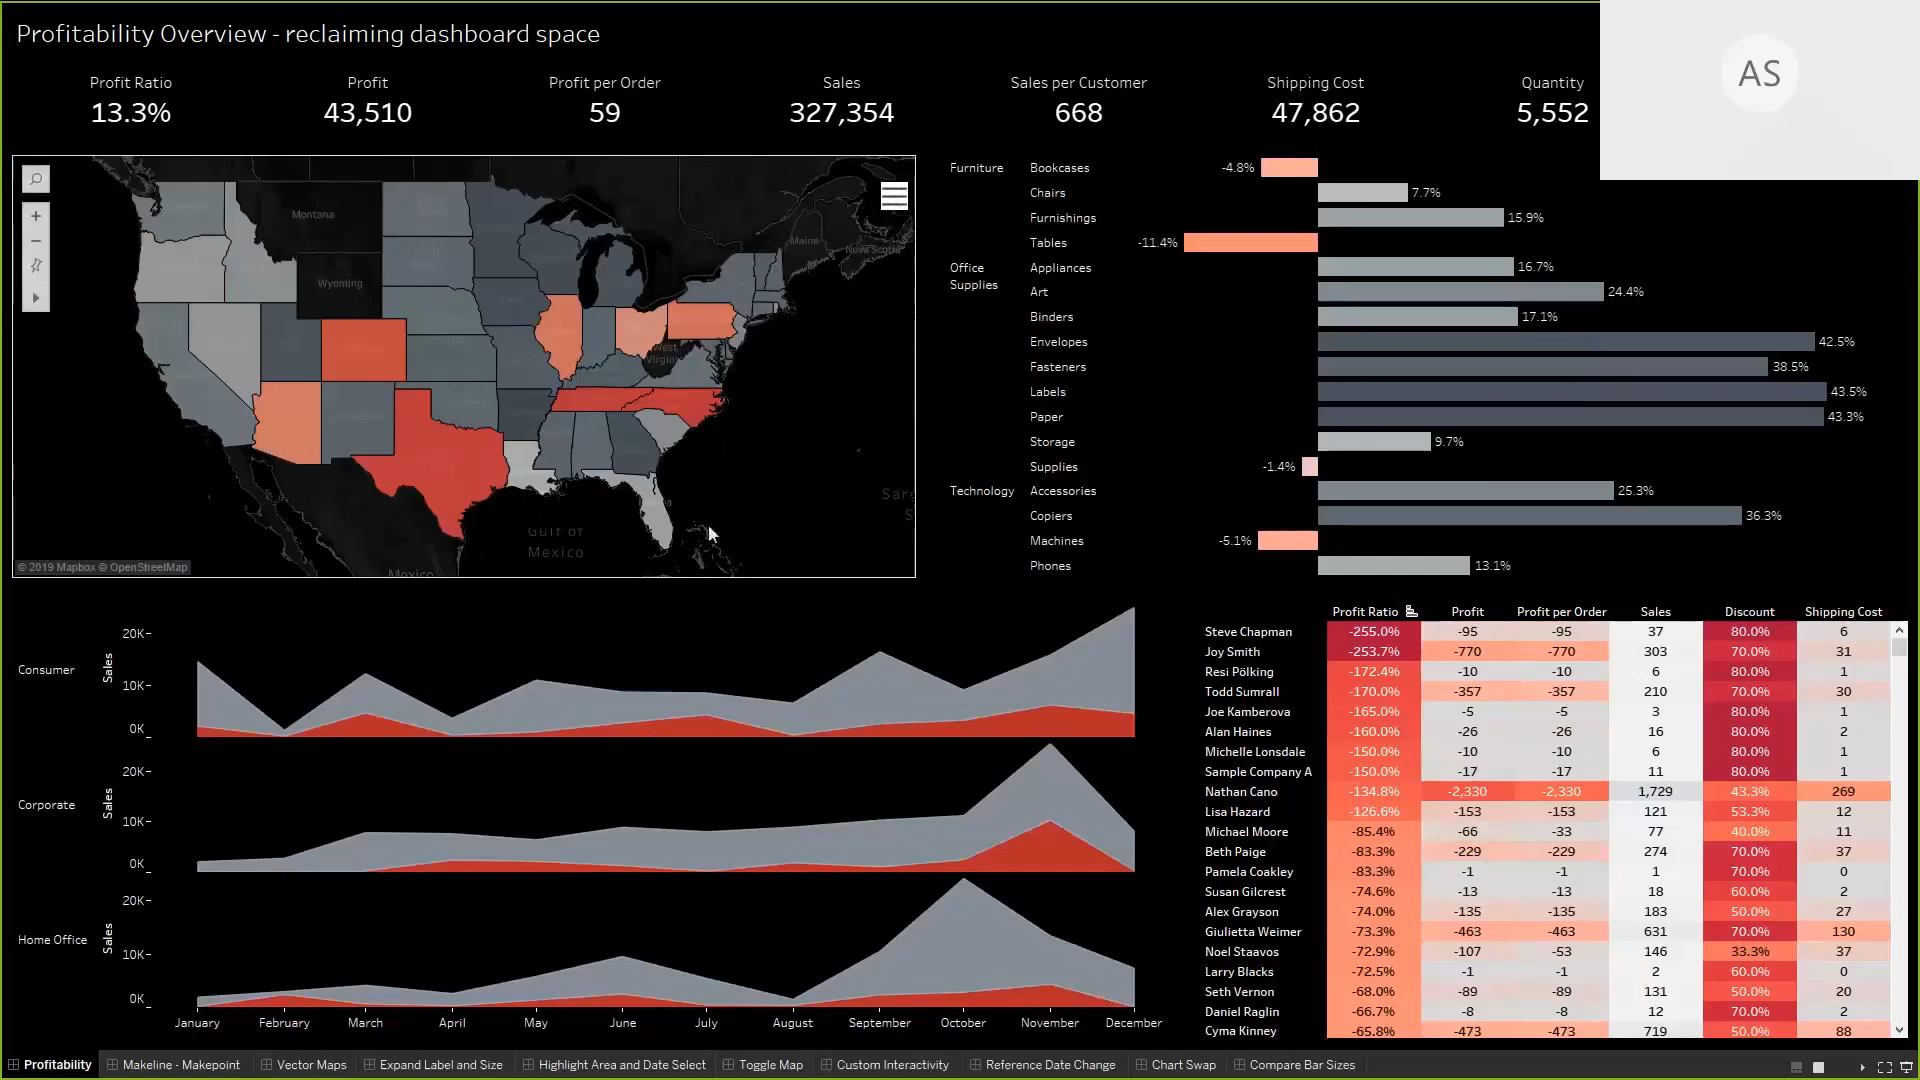 Profitability Overview - reclaiming dashboard space
AS
Profit Ratio Profit Profit per Order Sales Sales per Customer Shipping Cost Quantity
13.3% 43,510 59 327,354 668 47,862 5,552
Montana
Wyoming
Maine
Nova Scotia
West
Virginia
Gulf of
Mexico
Mexico
© 2019 Mapbox © OpenStreetMap
Furniture Bookcases -4.8%
Chairs 7.7%
Furnishings 15.9%
Tables -11.4%
Office
Supplies
Appliances 16.7%
Art 24.4%
Binders 17.1%
Envelopes 42.5%
Fasteners 38.5%
Labels 43.5%
Paper 43.3%
Storage 9.7%
Supplies -1.4%
Technology Accessories 25.3%
Copiers 36.3%
Machines -5.1%
Phones 13.1%
Consumer
Sales
20K
10K
0K
Corporate
Sales
20K
10K
0K
Home Office
Sales
20K
10K
0K
January February March April May June July August September October November December
Profit Ratio Profit Profit per Order Sales Discount Shipping Cost
Steve Chapman -255.0% -95 -95 37 80.0% 6
Joy Smith -253.7% -770 -770 303 70.0% 31
Resi Pölking -172.4% -10 -10 6 80.0% 1
Todd Sumrall -170.0% -357 -357 210 70.0% 30
Joe Kamberova -165.0% -5 -5 3 80.0% 1
Alan Haines -160.0% -26 -26 16 80.0% 2
Michelle Lonsdale -150.0% -10 -10 6 80.0% 1
Sample Company A -150.0% -17 -17 11 80.0% 1
Nathan Cano -134.8% -2,330 -2,330 1,729 43.3% 269
Lisa Hazard -126.6% -153 -153 121 53.3% 12
Michael Moore -85.4% -66 -33 77 40.0% 11
Beth Paige -83.3% -229 -229 274 70.0% 37
Pamela Coakley -83.3% -1 -1 1 70.0% 0
Susan Gilcrest -74.6% -13 -13 18 60.0% 2
Alex Grayson -74.0% -135 -135 183 50.0% 27
Giulietta Weimer -73.3% -463 -463 631 70.0% 130
Noel Staavos -72.9% -107 -53 146 33.3% 37
Larry Blacks -72.5% -1 -1 2 60.0% 0
Seth Vernon -68.0% -89 -89 131 50.0% 20
Daniel Raglin -66.7% -8 -8 12 70.0% 2
Cyma Kinney -65.8% -473 -473 719 50.0% 88
Profitability Makeline - Makepoint Vector Maps Expand Label and Size Highlight Area and Date Select Toggle Map Custom Interactivity Reference Date Change Chart Swap Compare Bar Sizes